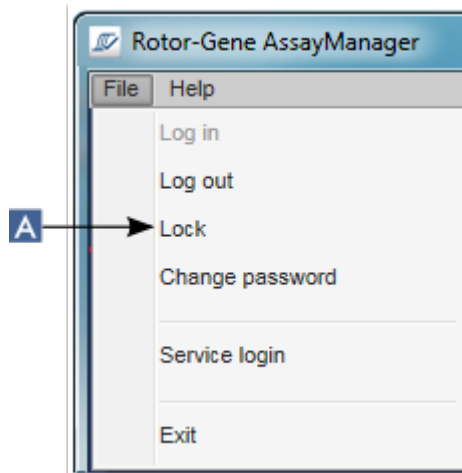 Rotor-Gene AssayManager
File Help
Log in
Log out
A
Lock
Change password
Service login
Exit